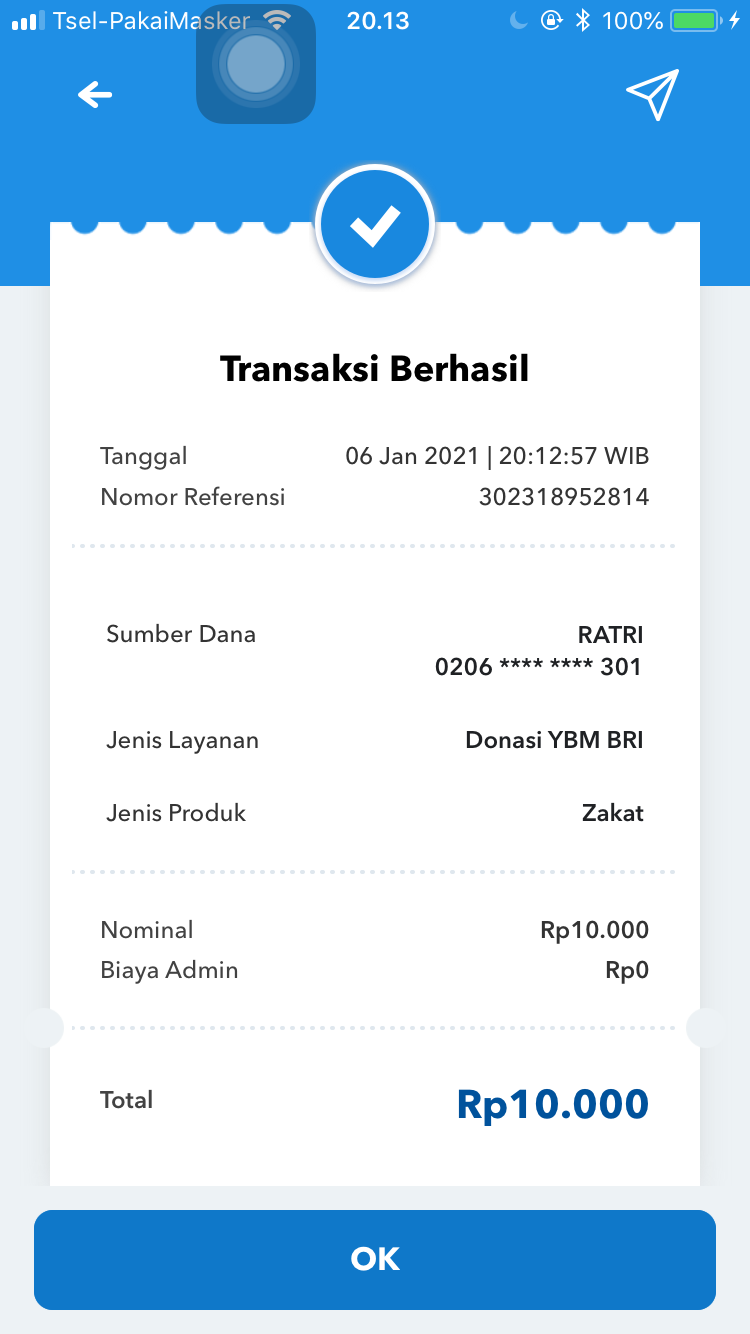 Tsel-PakaiMasker 20.13 100%
Transaksi Berhasil
Tanggal 06 Jan 2021 | 20:12:57 WIB
Nomor Referensi 302318952814
Sumber Dana RATRI
0206 **** **** 301
Jenis Layanan Donasi YBM BRI
Jenis Produk Zakat
Nominal Rp10.000
Biaya Admin Rp0
Total Rp10.000
OK